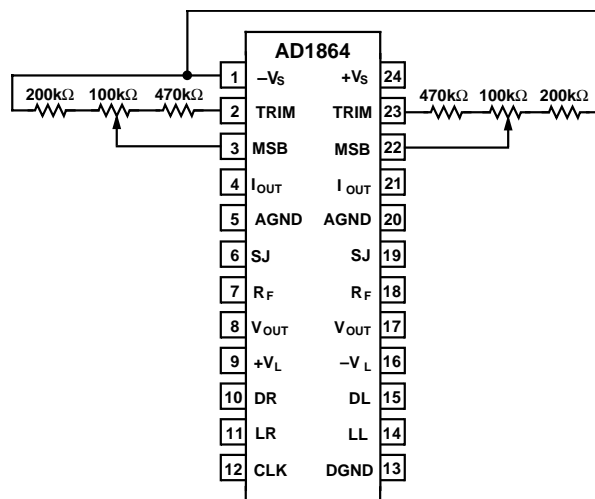 AD1864
1 –VS +VS 24
200kΩ 100kΩ 470kΩ 2 TRIM TRIM 23 470kΩ 100kΩ 200kΩ
3 MSB MSB 22
4 IOUT IOUT 21
5 AGND AGND 20
6 SJ SJ 19
7 RF RF 18
8 VOUT VOUT 17
9 +VL –VL 16
10 DR DL 15
11 LR LL 14
12 CLK DGND 13